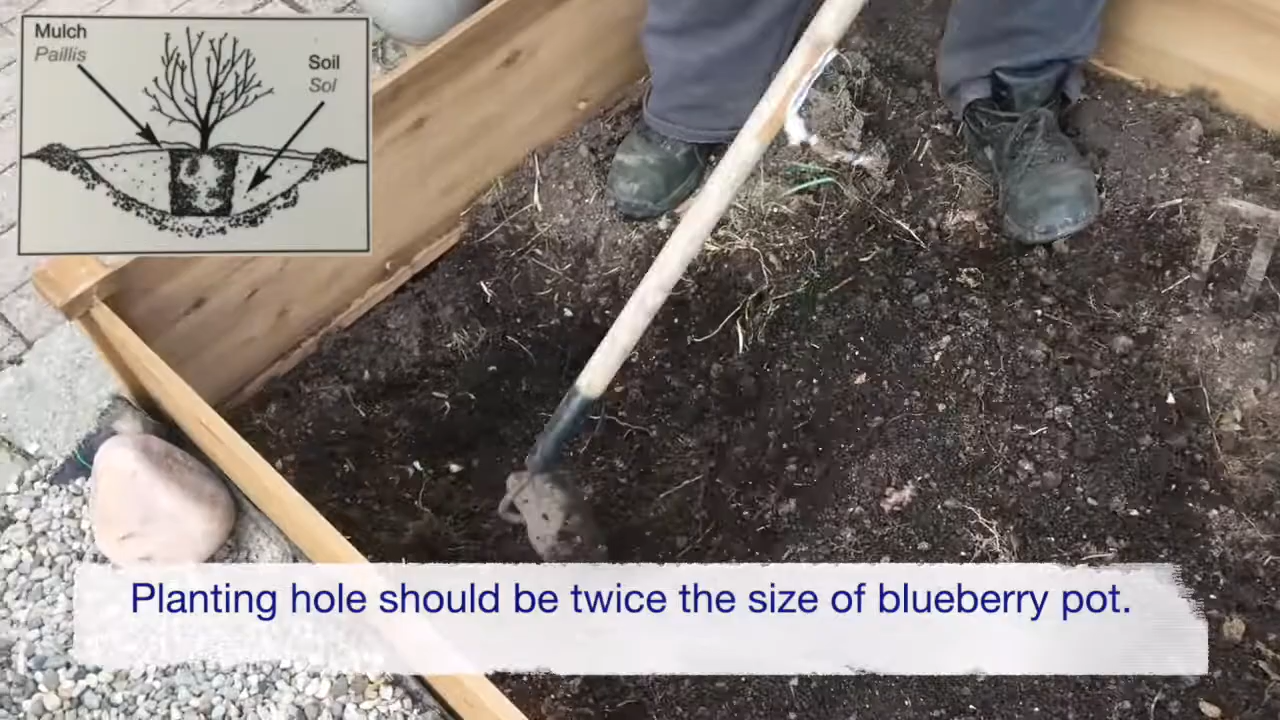 Mulch
Paillis
Soil
Sol
Planting hole should be twice the size of blueberry pot.